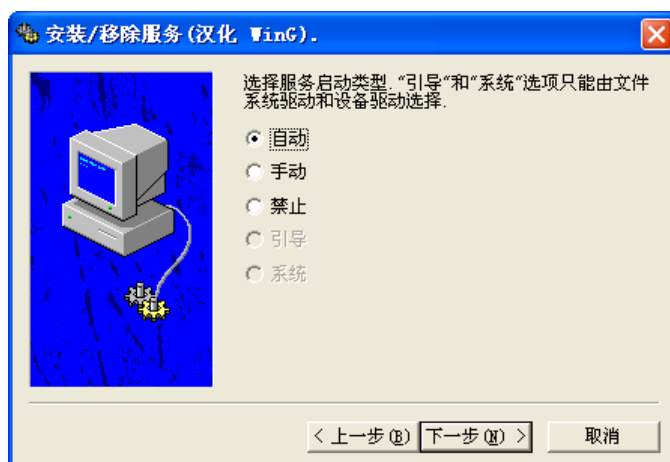 安装/移除服务(汉化 WinG).
选择服务启动类型. “引导“和“系统“选项只能由文件
系统驱动和设备驱动选择.
自动
手动
禁止
引导
系统
< 上一步(B) 下一步(N) > 取消